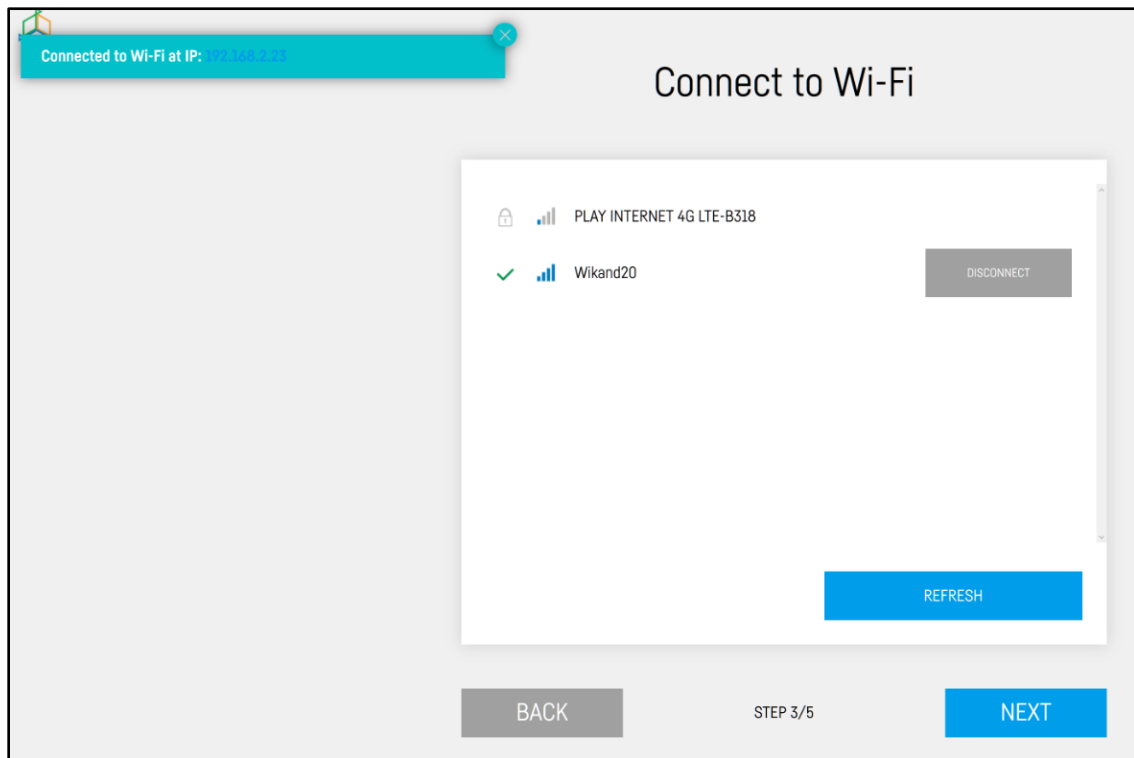 Connected to Wi-Fi at IP: 192.168.2.23
Connect to Wi-Fi
PLAY INTERNET 4G LTE-B318
Wikand20
DISCONNECT
REFRESH
BACK
STEP 3/5
NEXT